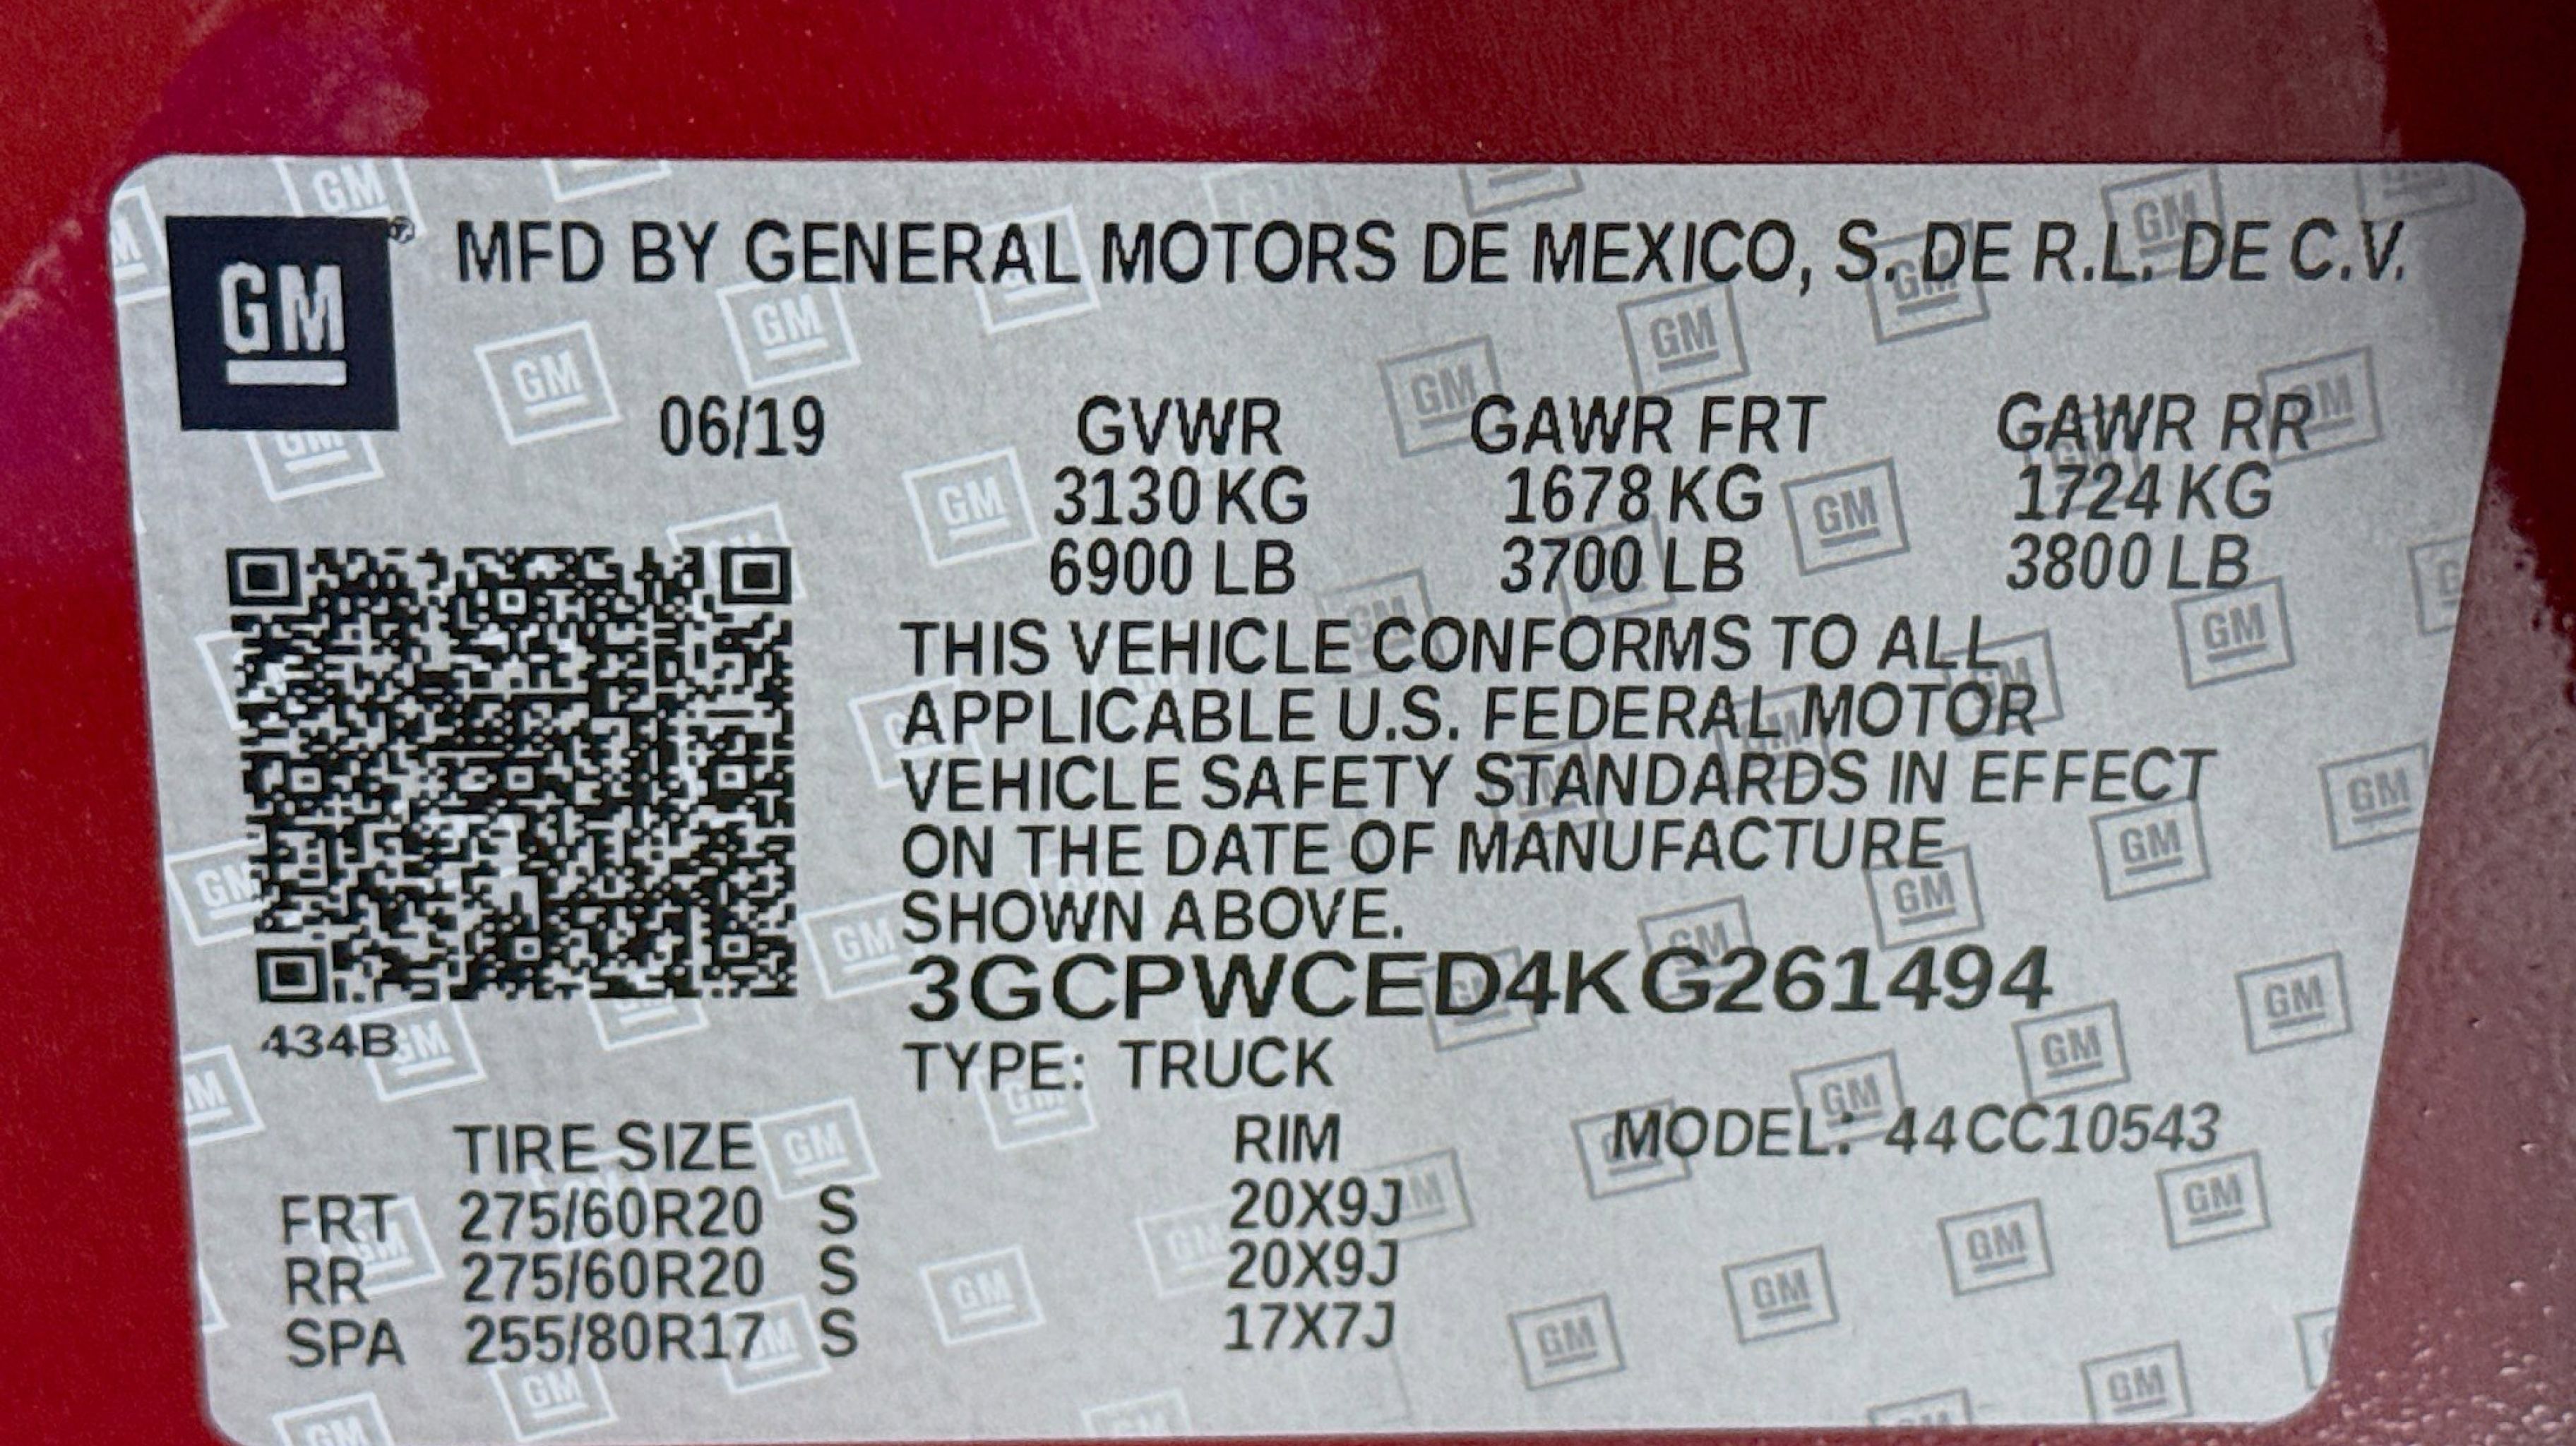 GM ® MFD BY GENERAL MOTORS DE MEXICO, S. DE R.L. DE C.V.
06/19 GVWR GAWR FRT GAWR RR
3130 KG 1678 KG 1724 KG
6900 LB 3700 LB 3800 LB
THIS VEHICLE CONFORMS TO ALL
APPLICABLE U.S. FEDERAL MOTOR
VEHICLE SAFETY STANDARDS IN EFFECT
ON THE DATE OF MANUFACTURE
SHOWN ABOVE.
3GCPWCED4KG261494
434B
TYPE: TRUCK
TIRE SIZE RIM MODEL: 44CC10543
FRT 275/60R20 S 20X9J
RR 275/60R20 S 20X9J
SPA 255/80R17 S 17X7J